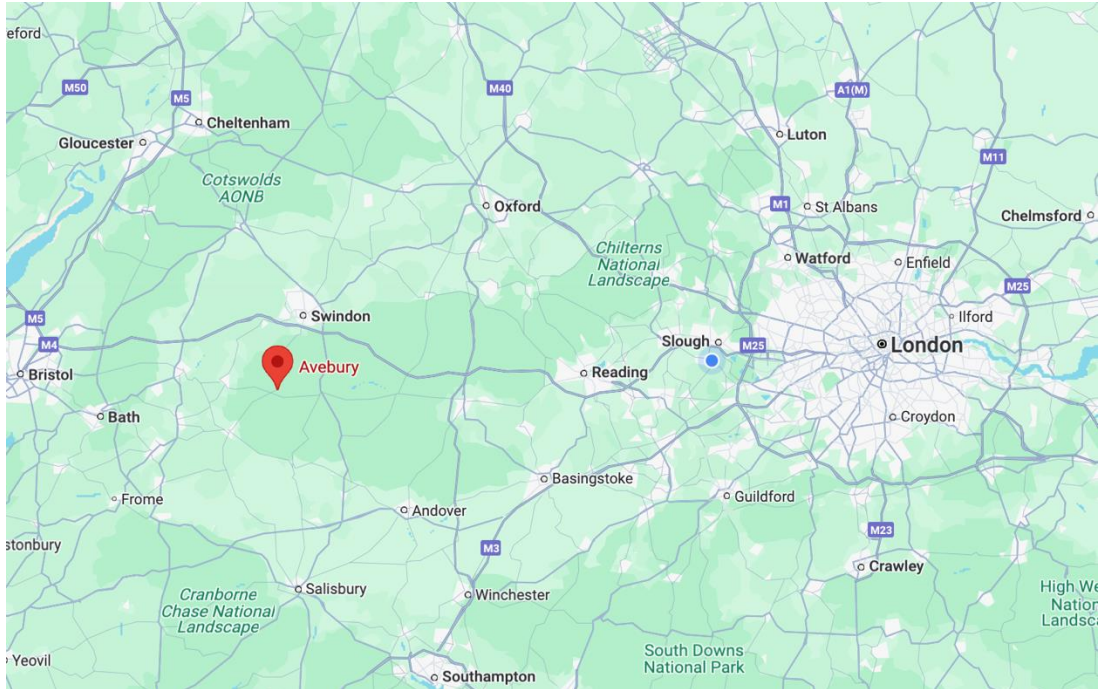 eford
M50
M5
Cheltenham
Gloucester
Cotswolds
AONB
M40
Oxford
A1(M)
Luton
M11
M1
St Albans
Chelmsford
Chilterns
National
Landscape
Watford
Enfield
M25
Ilford
M5
M4
Bristol
Swindon
Avebury
Bath
Slough
M25
London
Reading
Croydon
Frome
Basingstoke
Guildford
Andover
stonbury
M3
M23
Crawley
Cranborne
Chase National
Landscape
Salisbury
Winchester
High We
Nation
Landsca
South Downs
National Park
Yeovil
Southampton